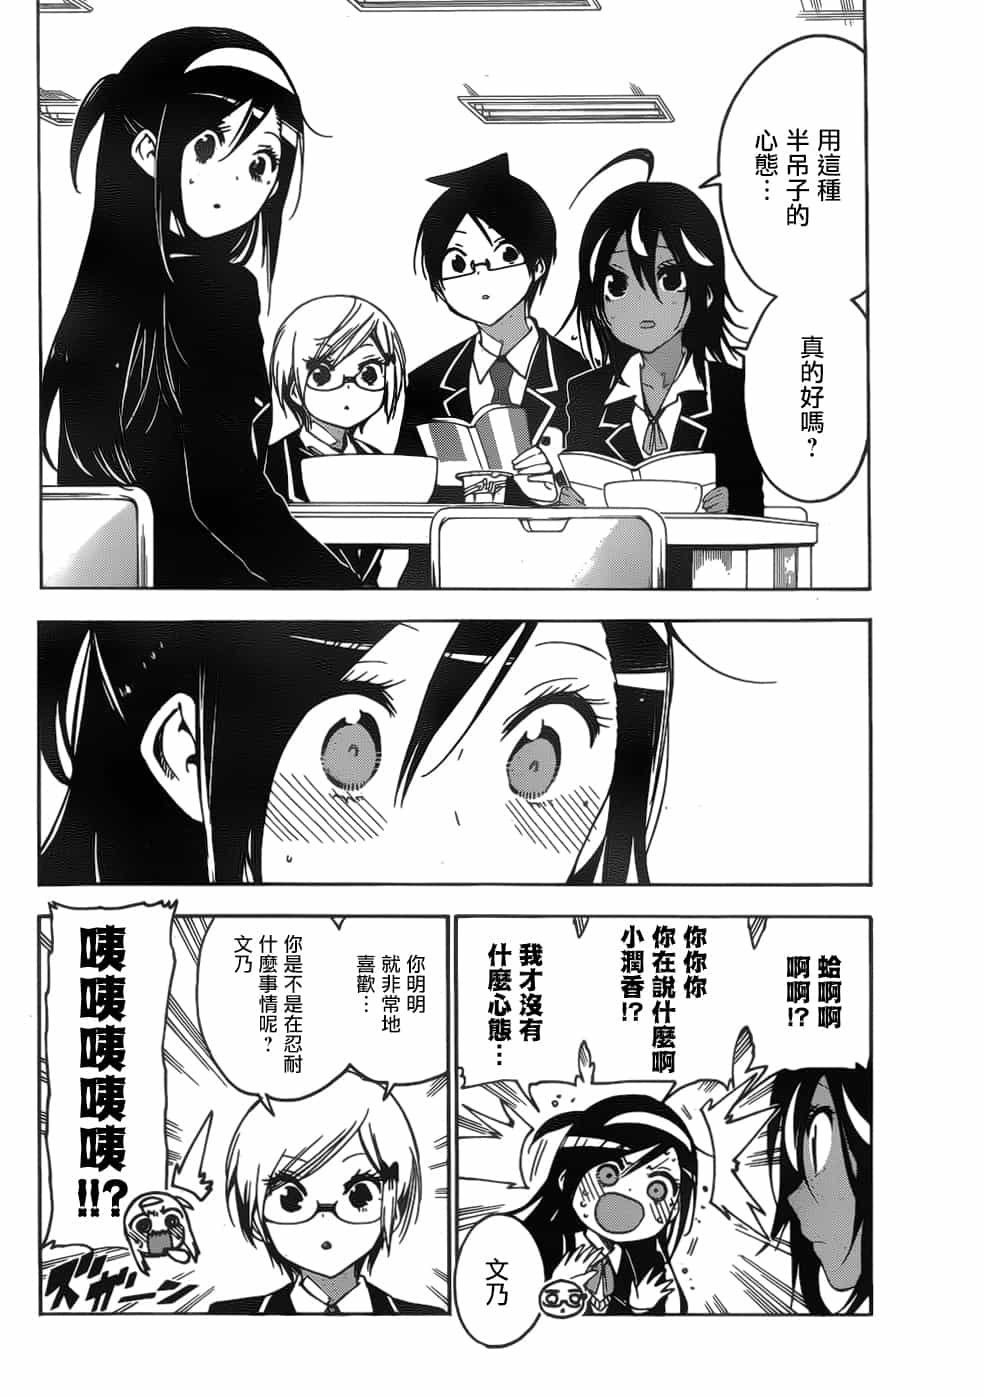 用這種
半吊子的
心態…
真的好嗎?
蛤啊啊
啊啊!?
你你你
你在說什麼啊
小潤香!?
我才沒有
什麼心態…
文乃
你明明
就非常地
喜歡…
你是不是在忍耐
什麼事情呢?
文乃
咦咦咦咦咦!!?
ズガーン